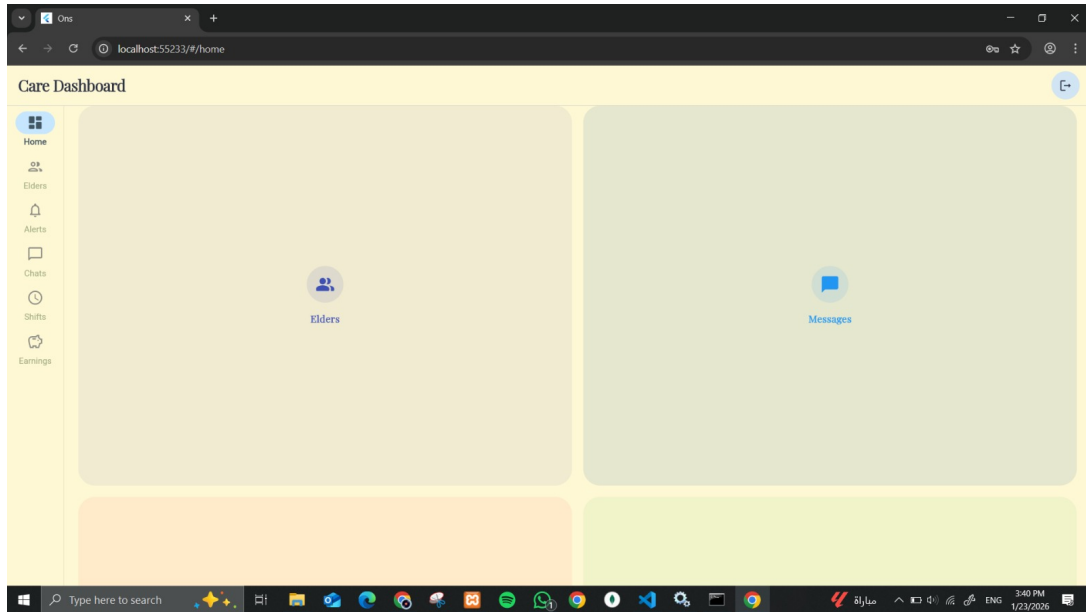 Ons
localhost:55233/#/home
Care Dashboard
Home
Elders
Alerts
Chats
Shifts
Earnings
Elders
Messages
Type here to search
1
مباراة
ENG
3:40 PM
1/23/2026